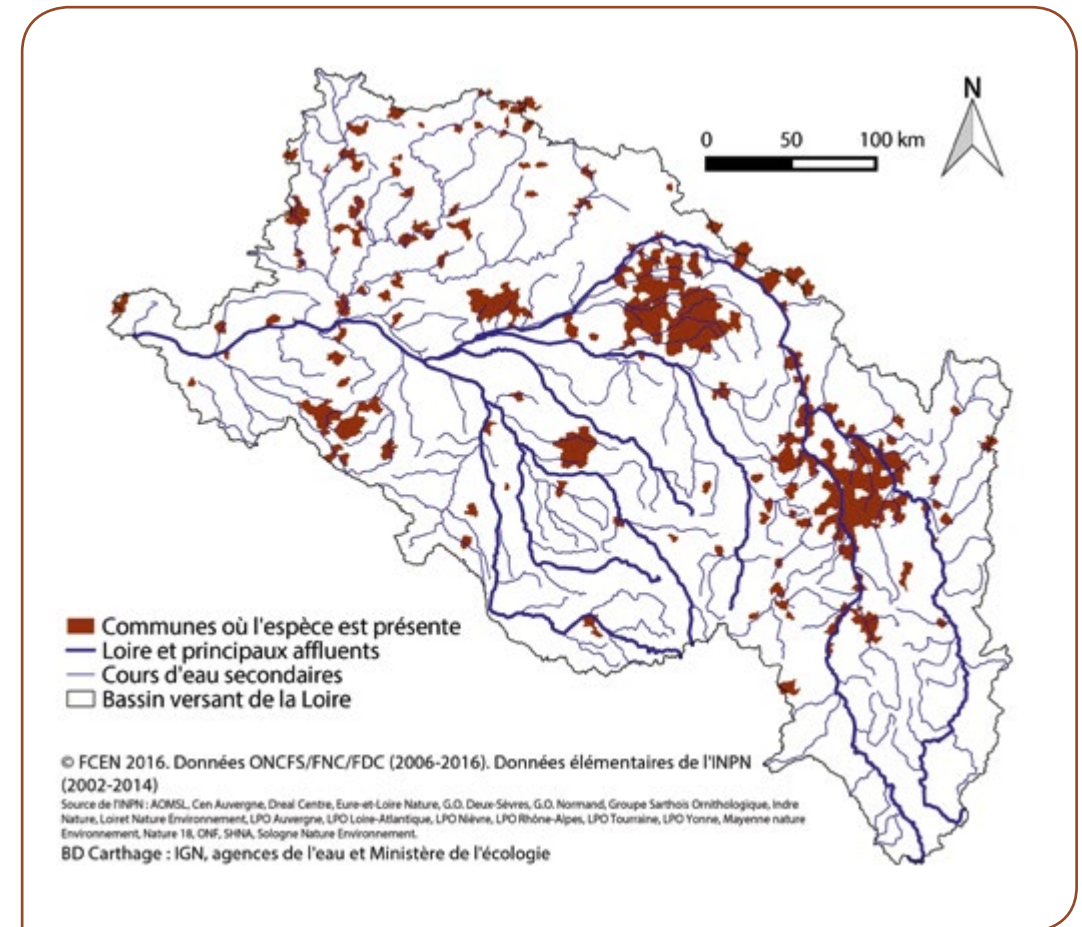 N
0 50 100 km
Communes où l'espèce est présente
Loire et principaux affluents
Cours d'eau secondaires
Bassin versant de la Loire
© FCEN 2016. Données ONCFS/FNC/FDC (2006-2016). Données élémentaires de l'INPN
(2002-2014)
Source de l'INPN : AOMSL, Cen Auvergne, Dreal Centre, Eure-et-Loire Nature, G.O. Deux-Sèvres, G.O. Normand, Groupe Sarthois Ornithologique, Indre
Nature, Loiret Nature Environnement, LPO Auvergne, LPO Loire-Atlantique, LPO Nièvre, LPO Rhône-Alpes, LPO Tourraine, LPO Yonne, Mayenne nature
Environnement, Nature 18, ONF, SHNA, Sologne Nature Environnement.
BD Carthage : IGN, agences de l'eau et Ministère de l'écologie